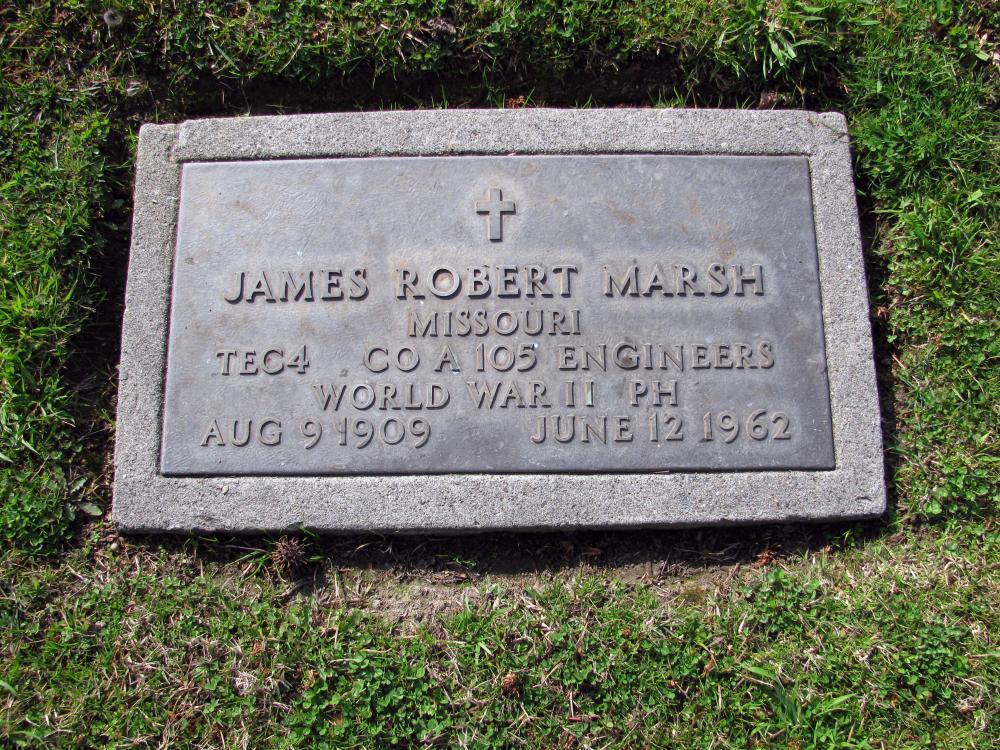 JAMES ROBERT MARSH
MISSOURI
TEC4 CO A 105 ENGINEERS
WORLD WAR II PH
AUG 9 1909 JUNE 12 1962